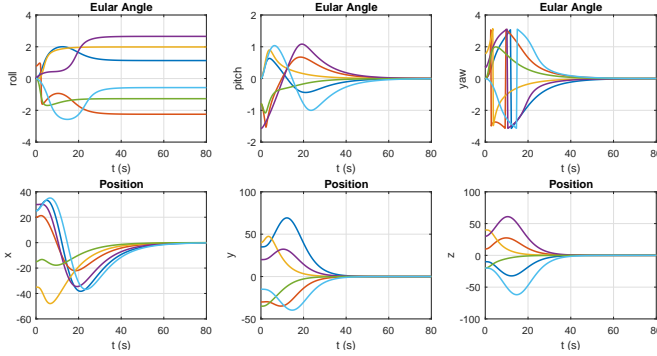 Eular Angle
4
2
0
-2
-4
roll
0 20 40 60 80
t (s)
Eular Angle
2
1
0
-1
-2
pitch
0 20 40 60 80
t (s)
Eular Angle
4
2
0
-2
-4
yaw
0 20 40 60 80
t (s)
Position
40
20
0
-20
-40
-60
x
0 20 40 60 80
t (s)
Position
100
50
0
-50
y
0 20 40 60 80
t (s)
Position
100
50
0
-50
-100
z
0 20 40 60 80
t (s)